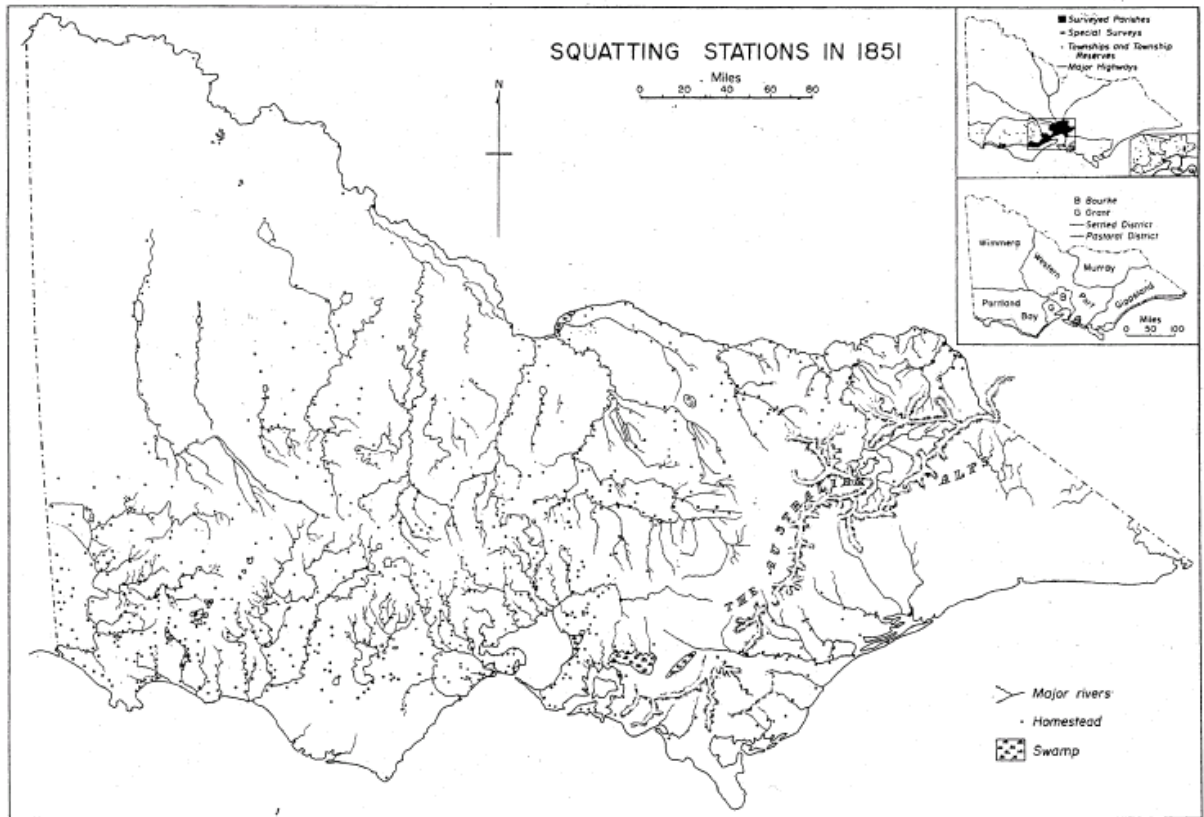 SQUATTING STATIONS IN 1851
Miles
0 20 40 60 80
N
Surveyed Parishes
Special Surveys
Townships and Township
Reserves
Major Highways
B Bourke
G Grant
Settled District
Pastoral District
Wimmera
Western
Murray
Port
Gippsland
Portland
Bay
B
G
Miles
0 50 100
THE AUSTRALIEN ALPS
Major rivers
Homestead
Swamp